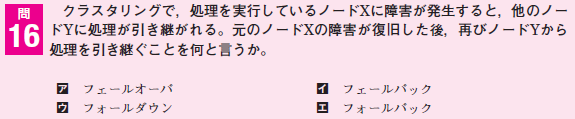 問
16
クラスタリングで，処理を実行しているノードXに障害が発生すると，他のノー
ドYに処理が引き継がれる。元のノードXの障害が復旧した後，再びノードYから
処理を引き継ぐことを何と言うか。
ア フェールオーバ
イ フェールバック
ウ フォールダウン
エ フォールバック